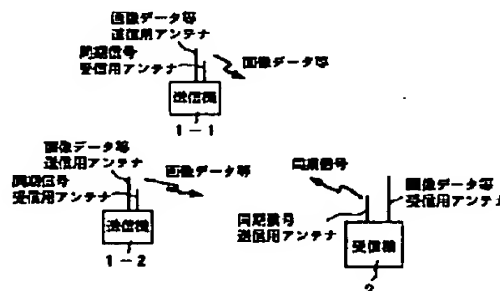 画像データ等
送信用アンテナ
同期信号
受信用アンテナ
画像データ等
送信機
1-1
画像データ等
送信用アンテナ
同期信号
受信用アンテナ
画像データ等
送信機
1-2
同期信号
同期信号
送信用アンテナ
画像データ等
受信用アンテナ
受信機
2